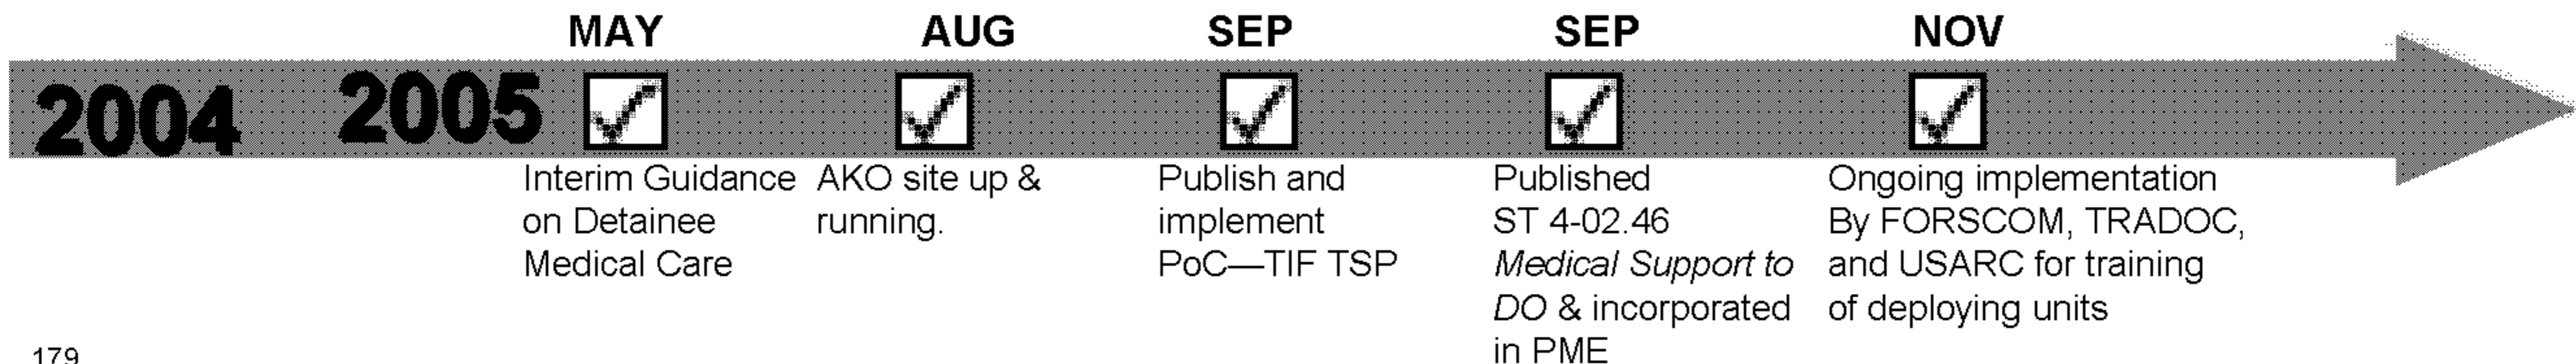 MAY AUG SEP SEP NOV
2004 2005
Interim Guidance
on Detainee
Medical Care
AKO site up &
running.
Publish and
implement
PoC—TIF TSP
Published
ST 4-02.46
Medical Support to
DO & incorporated
in PME
Ongoing implementation
By FORSCOM, TRADOC,
and USARC for training
of deploying units
179